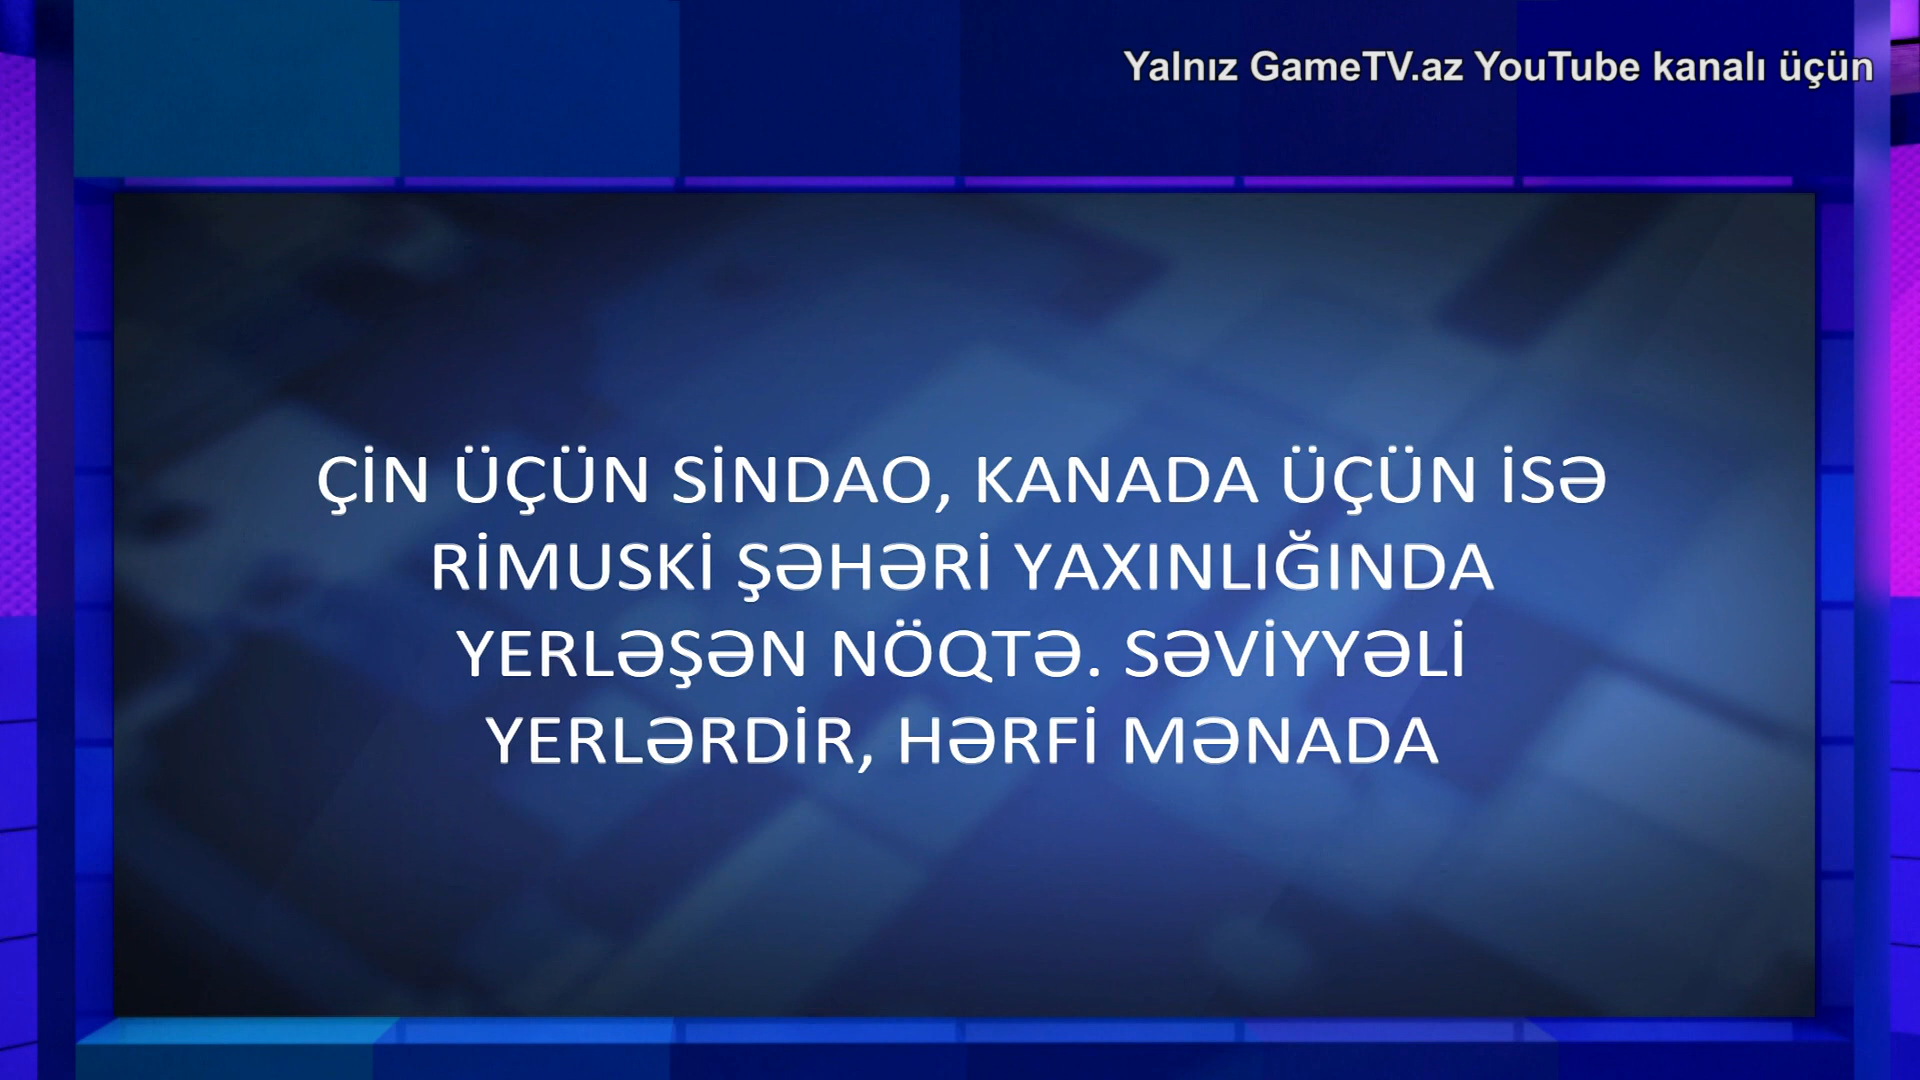 Yalnız GameTV.az YouTube kanalı üçün
ÇİN ÜÇÜN SİNDAO, KANADA ÜÇÜN İSƏ
RİMUSKİ ŞƏHƏRİ YAXINLIĞINDA
YERLƏŞƏN NÖQTƏ. SƏVİYYƏLİ
YERLƏRDİR, HƏRFİ MƏNADA